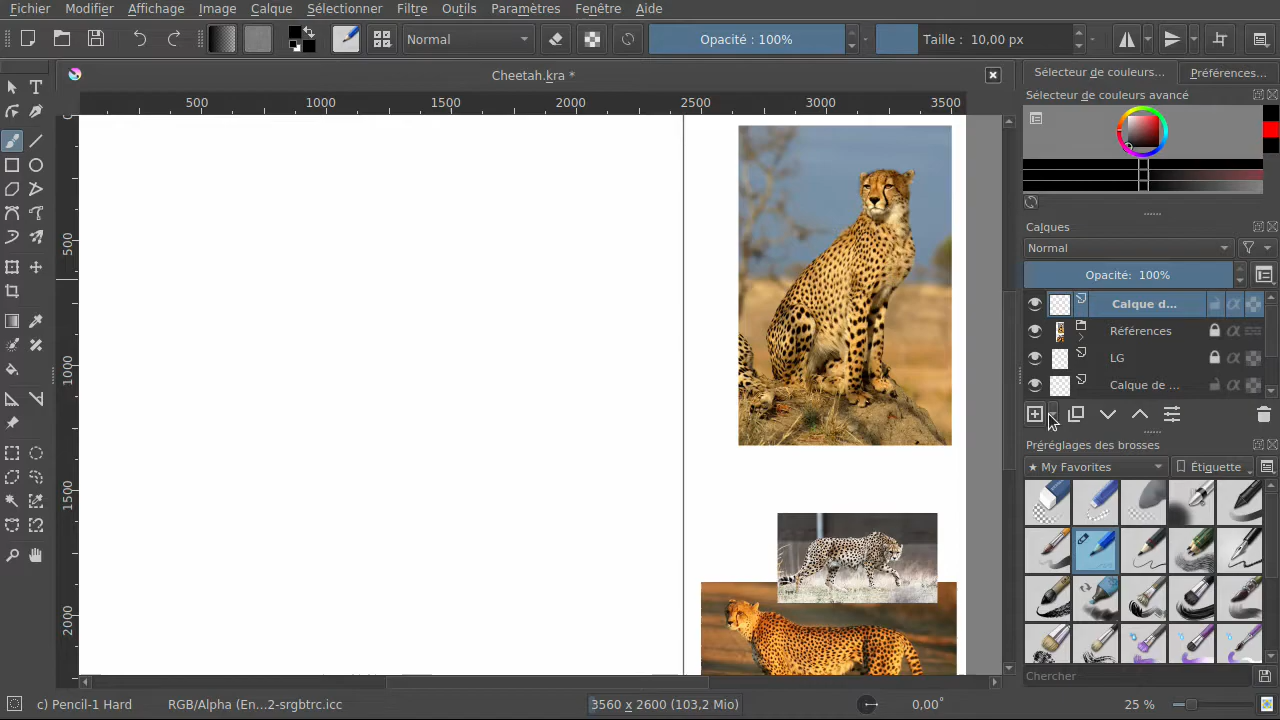 Fichier Modifier Affichage Image Calque Sélectionner Filtre Outils Paramètres Fenêtre Aide
Normal Opacité : 100% Taille : 10,00 px
Cheetah.kra *
Sélecteur de couleurs... Préférences...
500 1000 1500 2000 2500 3000 3500
Sélecteur de couleurs avancé
0
500
1000
1500
2000
Calques
Normal
Opacité: 100%
Calque d...
Références
LG
Calque de ...
Préréglages des brosses
★ My Favorites Étiquette
Chercher
c) Pencil-1 Hard RGB/Alpha (En...2-srgbtrc.icc 3560 x 2600 (103,2 Mio) 0,00° 25 %